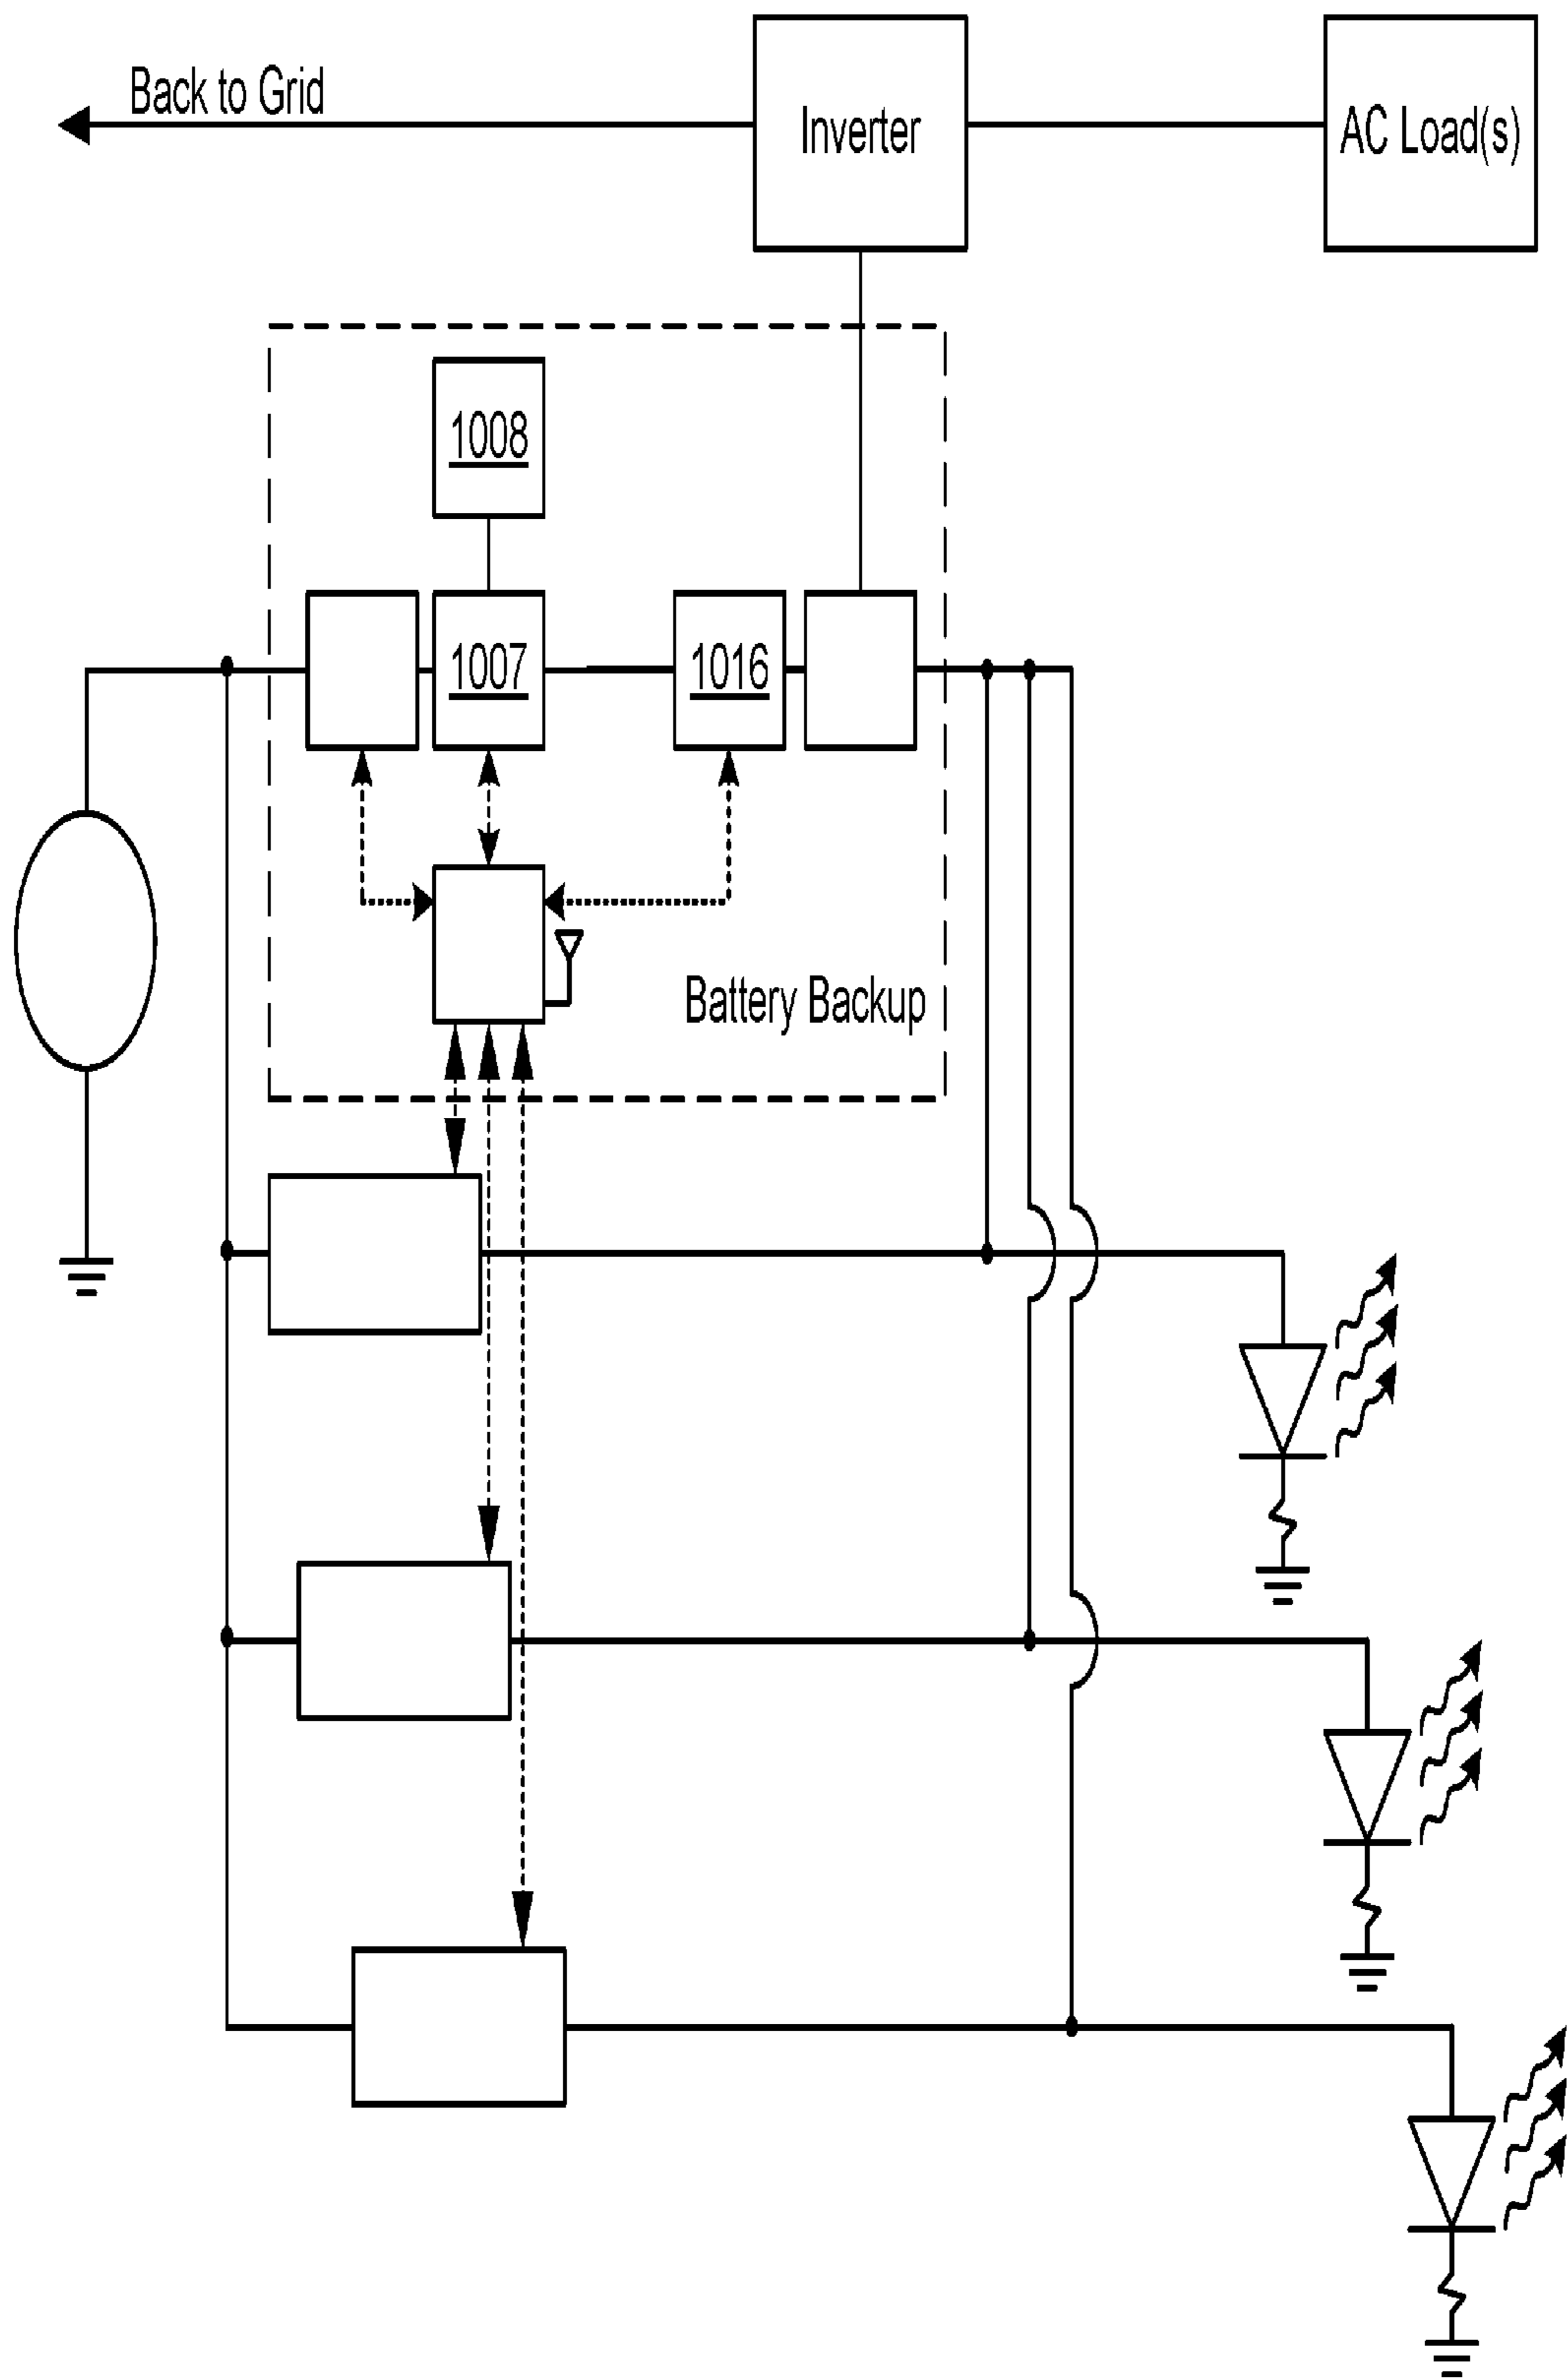 Back to Grid
Inverter
AC Load(s)
1008
1007
1016
Battery Backup